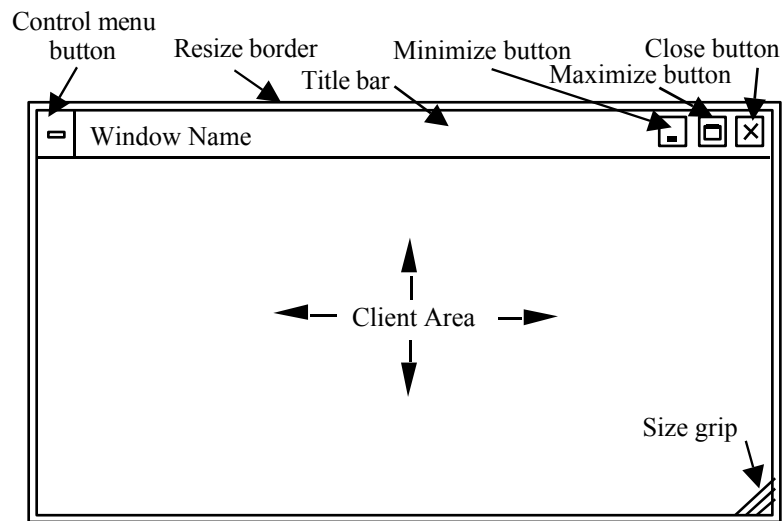 Control menu
button
Resize border
Title bar
Minimize button
Close button
Maximize button
Window Name
Client Area
Size grip